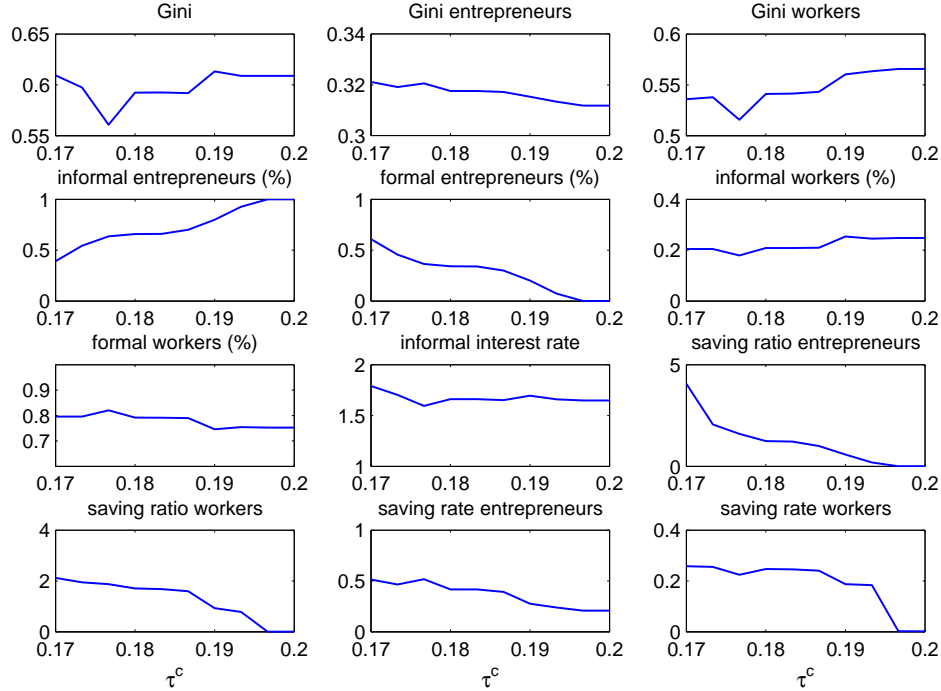 Gini Gini entrepreneurs Gini workers
0.65 0.34 0.6
0.6 0.32 0.55
0.55 0.3 0.5
0.17 0.18 0.19 0.2 0.17 0.18 0.19 0.2 0.17 0.18 0.19 0.2
informal entrepreneurs (%) formal entrepreneurs (%) informal workers (%)
1 1 0.4
0.5 0.5 0.2
0 0 0
0.17 0.18 0.19 0.2 0.17 0.18 0.19 0.2 0.17 0.18 0.19 0.2
formal workers (%) informal interest rate saving ratio entrepreneurs
2 5
0.9
0.8 1.5
0.7
1 0
0.17 0.18 0.19 0.2 0.17 0.18 0.19 0.2 0.17 0.18 0.19 0.2
saving ratio workers saving rate entrepreneurs saving rate workers
4 1 0.4
2 0.5 0.2
0 0 0
0.17 0.18 0.19 0.2 0.17 0.18 0.19 0.2 0.17 0.18 0.19 0.2
τᶜ τᶜ τᶜ